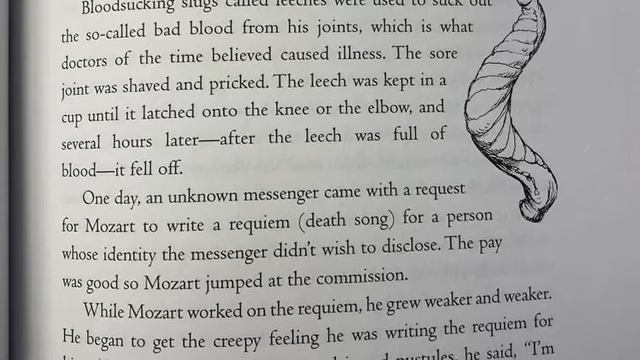 Bloodsucking slugs called leeches were used to suck out
the so-called bad blood from his joints, which is what
doctors of the time believed caused illness. The sore
joint was shaved and pricked. The leech was kept in a
cup until it latched onto the knee or the elbow, and
several hours later—after the leech was full of
blood—it fell off.
One day, an unknown messenger came with a request
for Mozart to write a requiem (death song) for a person
whose identity the messenger didn't wish to disclose. The pay
was good so Mozart jumped at the commission.
While Mozart worked on the requiem, he grew weaker and weaker.
He began to get the creepy feeling he was writing the requiem for
pustules, he said, "I'm